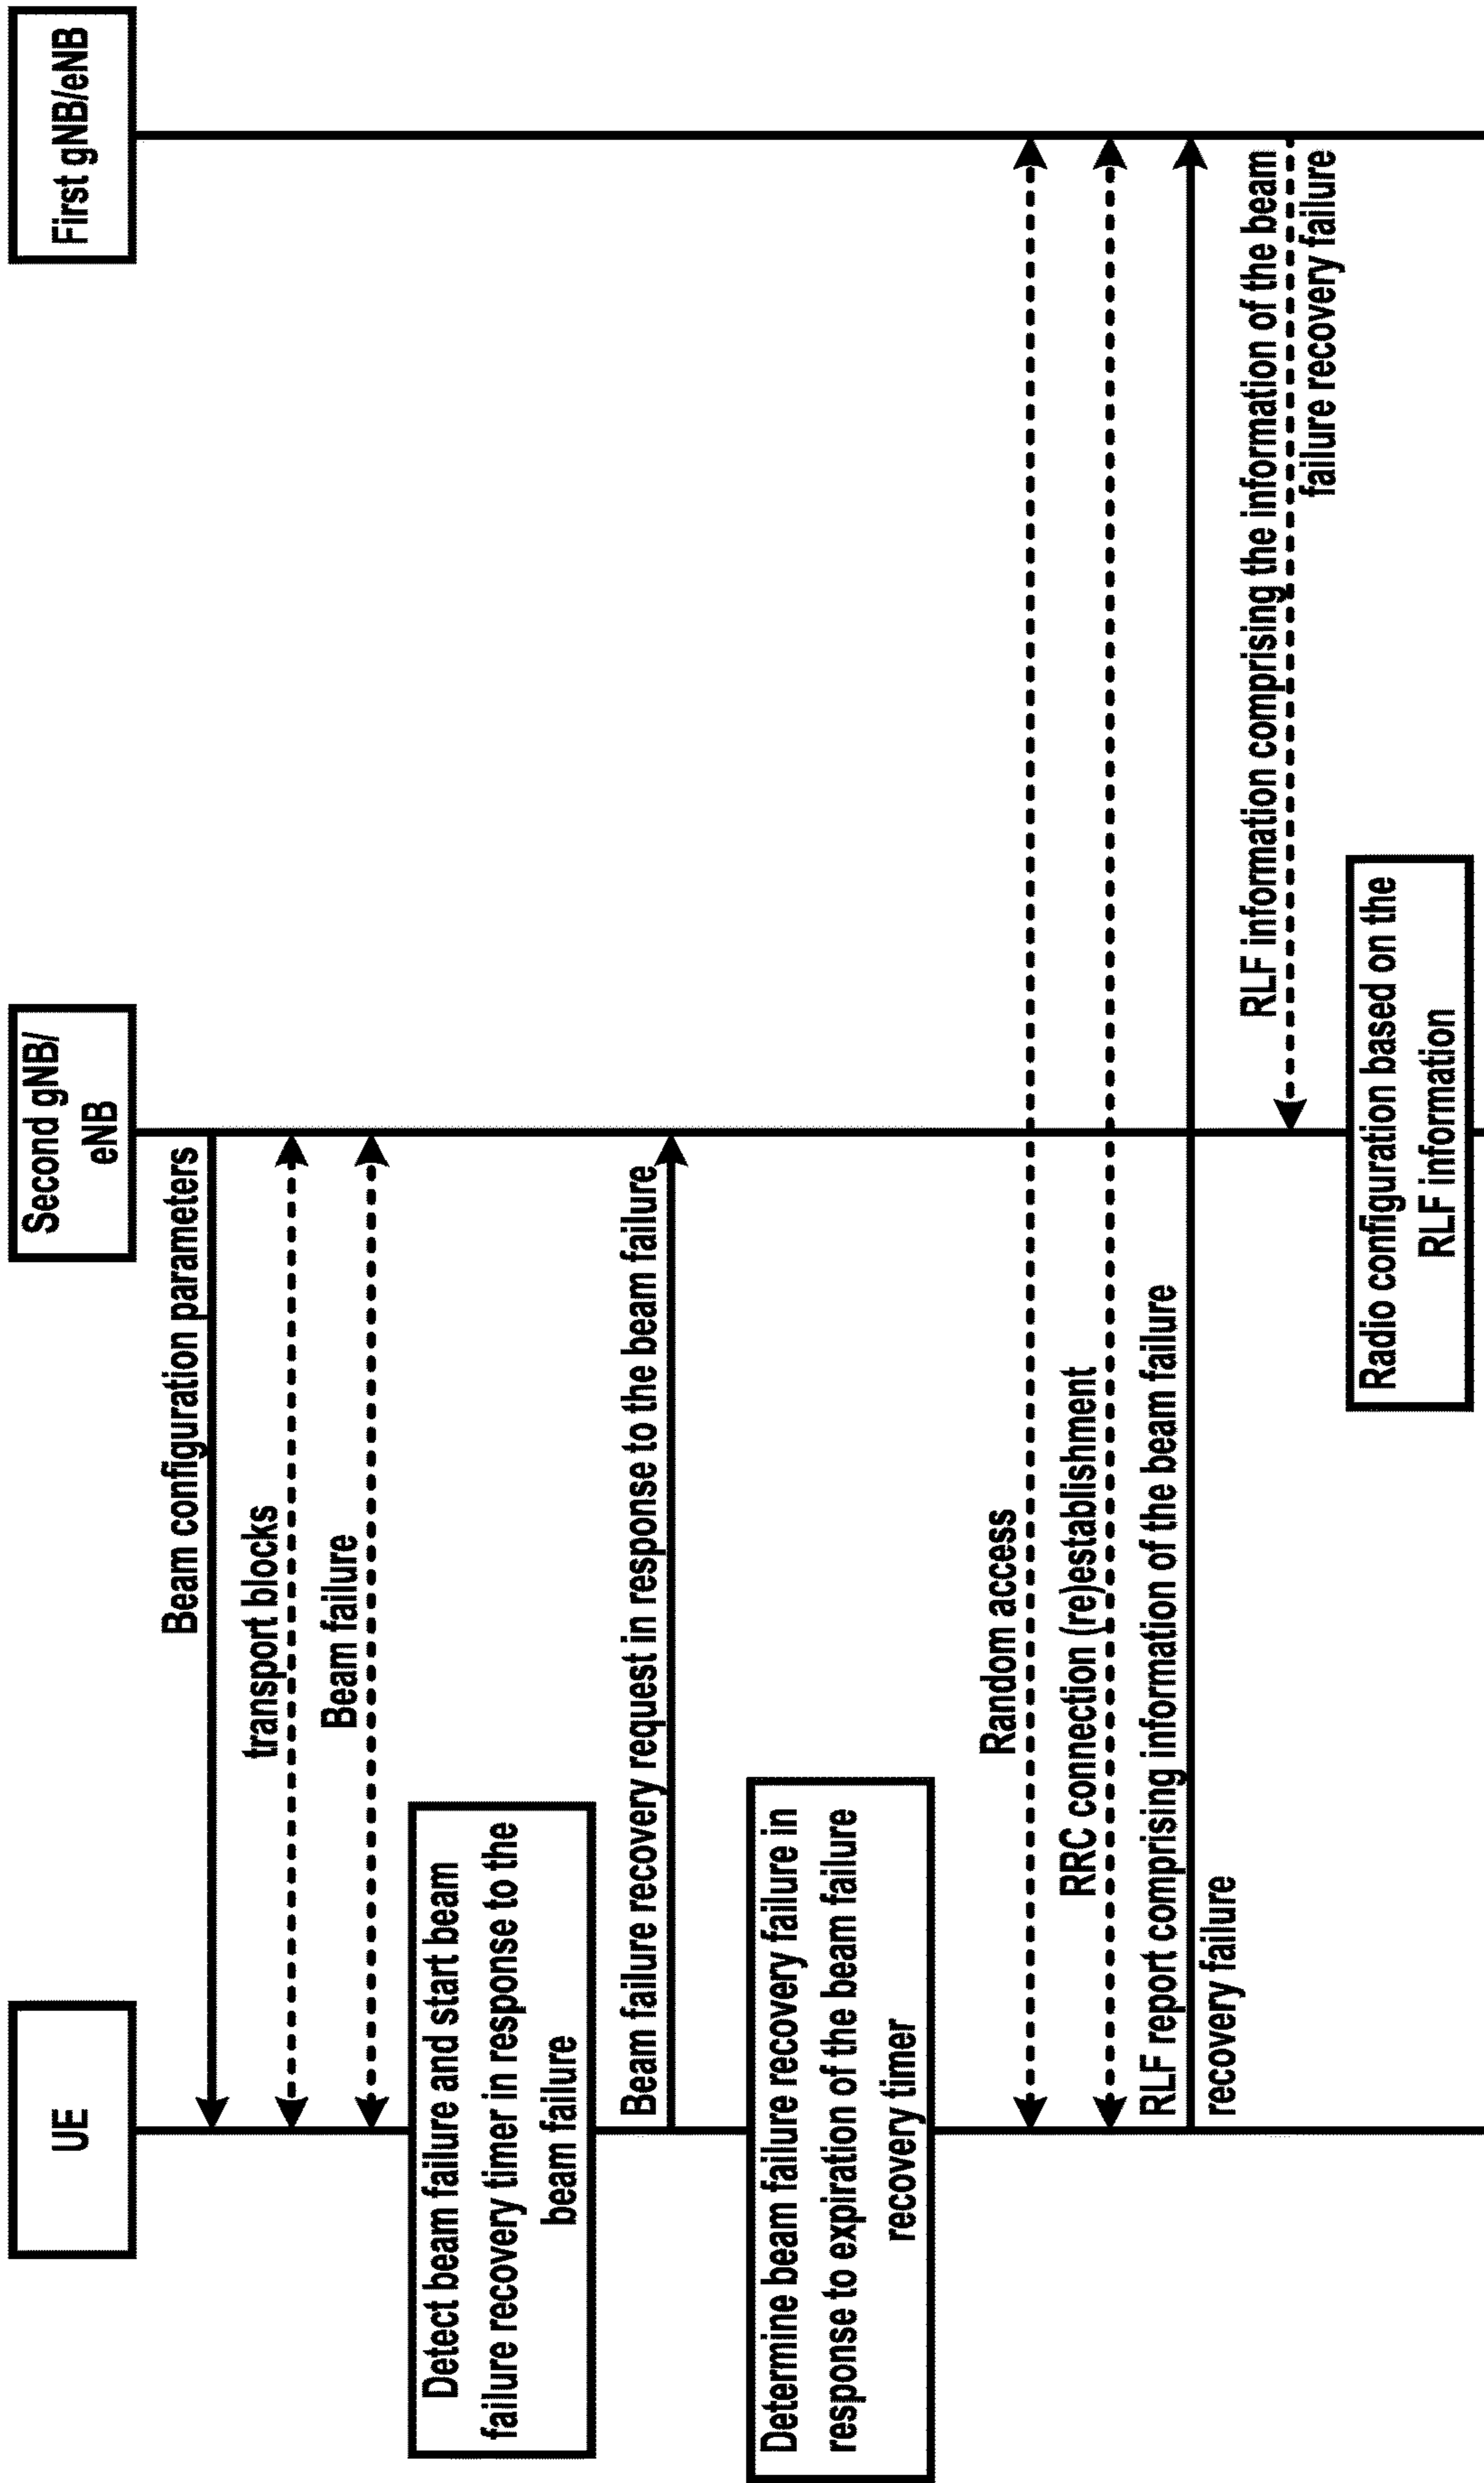 UE
Second gNB/
eNB
First gNB/eNB
Beam configuration parameters
transport blocks
Beam failure
Detect beam failure and start beam
failure recovery timer in response to the
beam failure
Beam failure recovery request in response to the beam failure
Determine beam failure recovery failure in
response to expiration of the beam failure
recovery timer
Random access
RRC connection (re)establishment
RLF report comprising information of the beam failure
recovery failure
RLF information comprising the information of the beam
failure recovery failure
Radio configuration based on the
RLF information